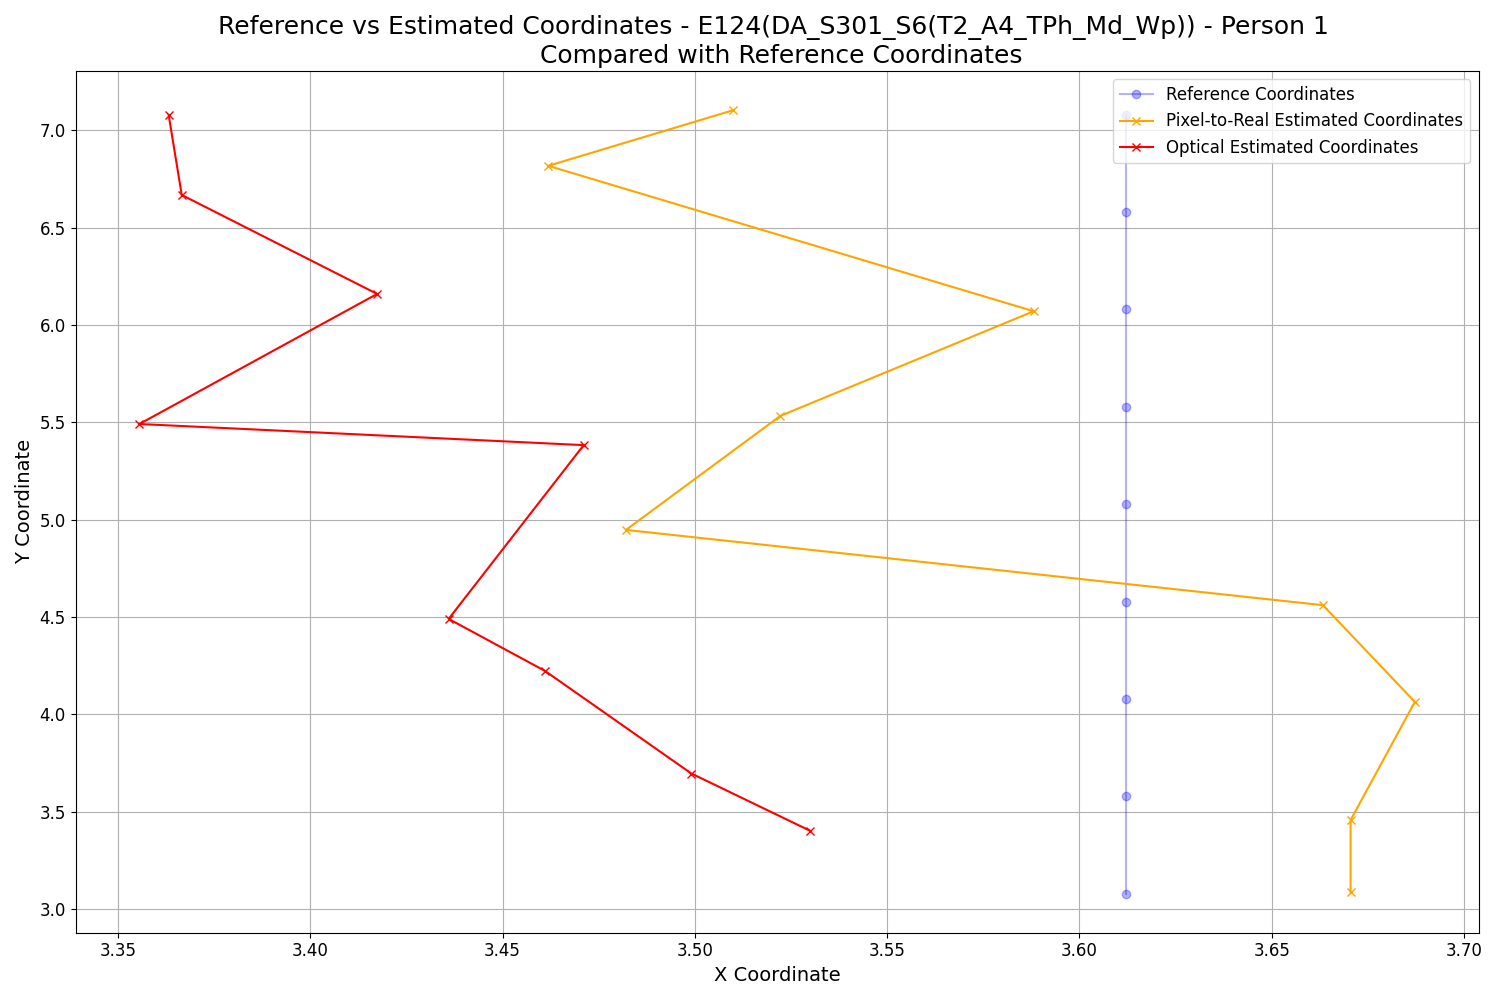 Reference vs Estimated Coordinates - E124(DA_S301_S6(T2_A4_TPh_Md_Wp)) - Person 1
Compared with Reference Coordinates
Reference Coordinates
Pixel-to-Real Estimated Coordinates
Optical Estimated Coordinates
Y Coordinate
7.0
6.5
6.0
5.5
5.0
4.5
4.0
3.5
3.0
3.35 3.40 3.45 3.50 3.55 3.60 3.65 3.70
X Coordinate